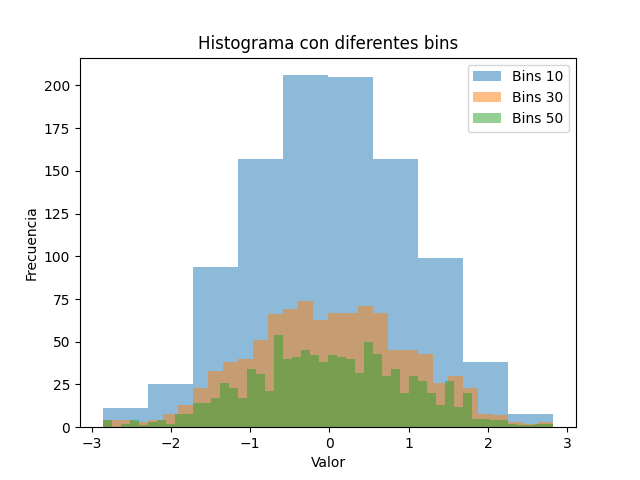 Histograma con diferentes bins
Bins 10
Bins 30
Bins 50
200
175
150
125
100
75
50
25
0
Frecuencia
−3
−2
−1
0
1
2
3
Valor